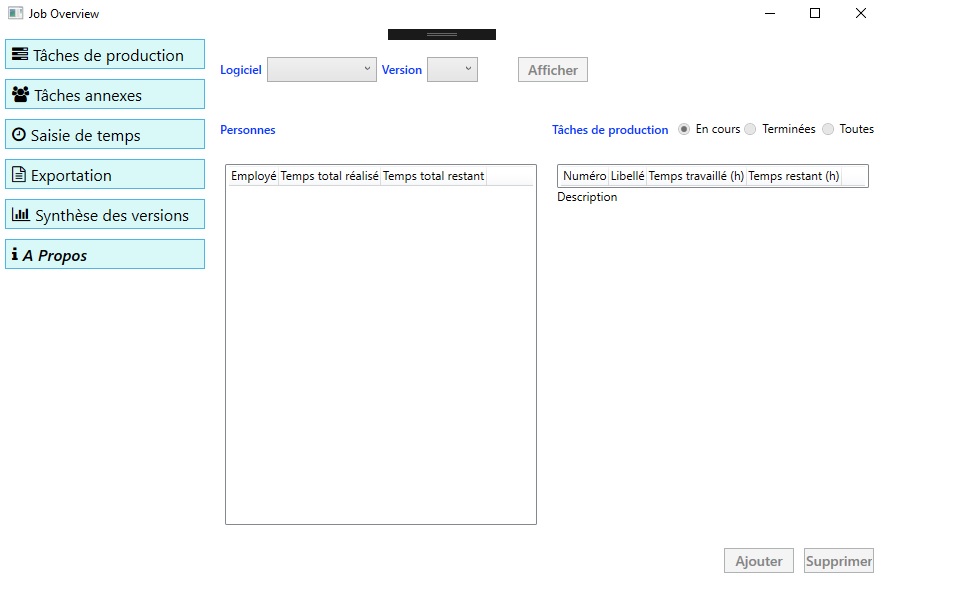 Job Overview
Tâches de production
Tâches annexes
Saisie de temps
Exportation
Synthèse des versions
A Propos
Logiciel Version Afficher
Personnes
Employé Temps total réalisé Temps total restant
Tâches de production En cours Terminées Toutes
Numéro Libellé Temps travaillé (h) Temps restant (h)
Description
Ajouter Supprimer